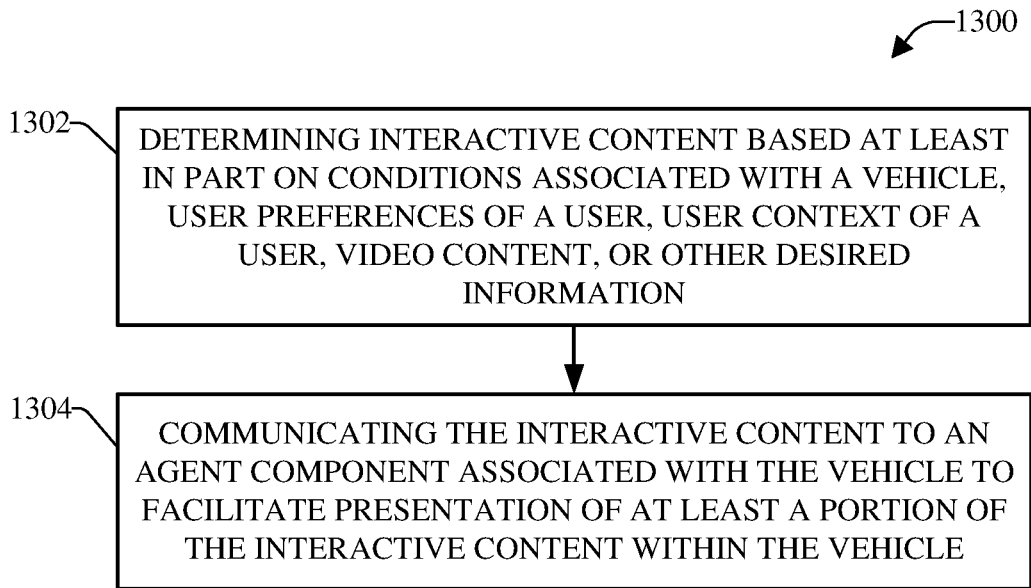 1300
1302
DETERMINING INTERACTIVE CONTENT BASED AT LEAST
IN PART ON CONDITIONS ASSOCIATED WITH A VEHICLE,
USER PREFERENCES OF A USER, USER CONTEXT OF A
USER, VIDEO CONTENT, OR OTHER DESIRED
INFORMATION
1304
COMMUNICATING THE INTERACTIVE CONTENT TO AN
AGENT COMPONENT ASSOCIATED WITH THE VEHICLE TO
FACILITATE PRESENTATION OF AT LEAST A PORTION OF
THE INTERACTIVE CONTENT WITHIN THE VEHICLE